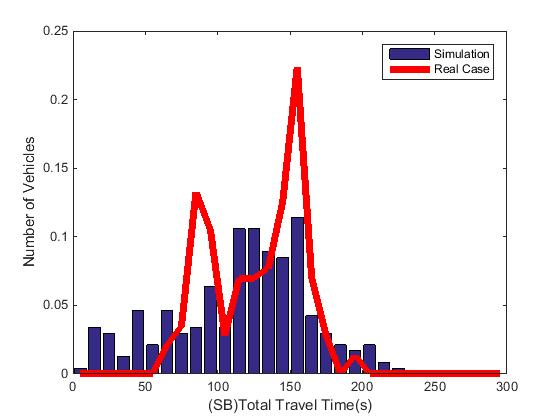 0.25
Simulation
Real Case
0.2
0.15
0.1
0.05
0
Number of Vehicles
0 50 100 150 200 250 300
(SB)Total Travel Time(s)